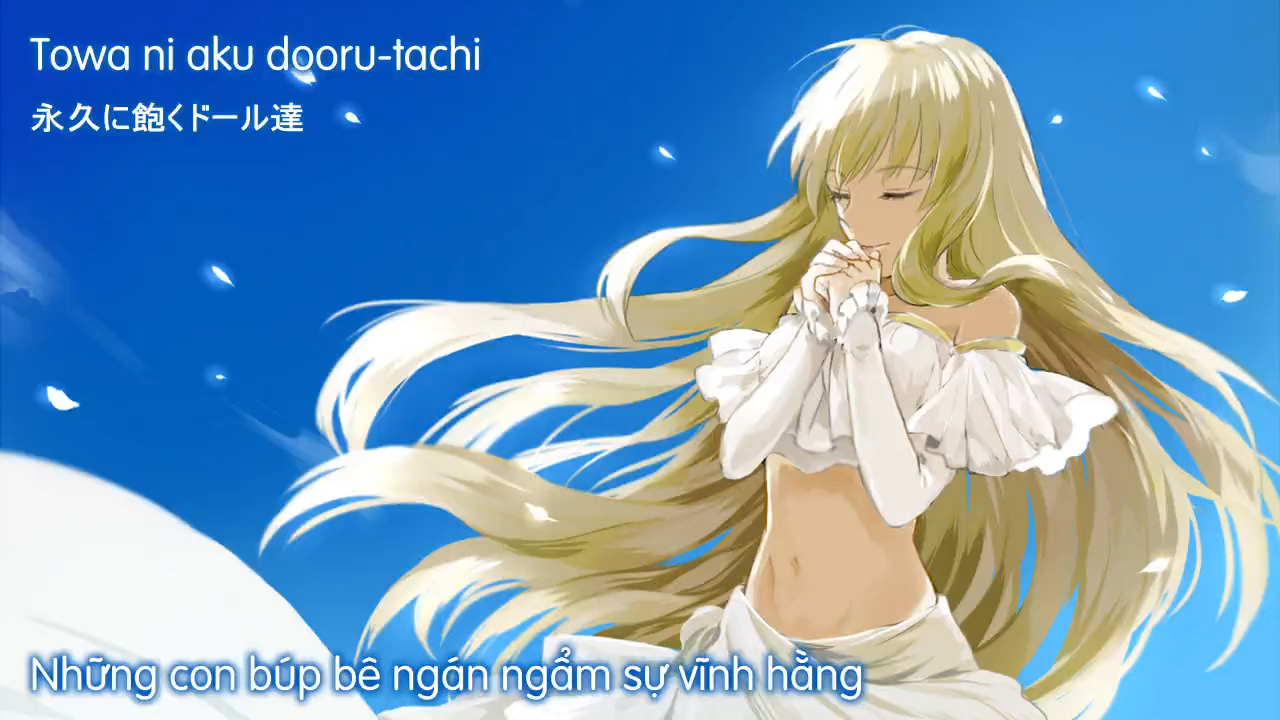 Towa ni aku dooru-tachi
永久に飽くドール達
Những con búp bê ngán ngẩm sự vĩnh hằng